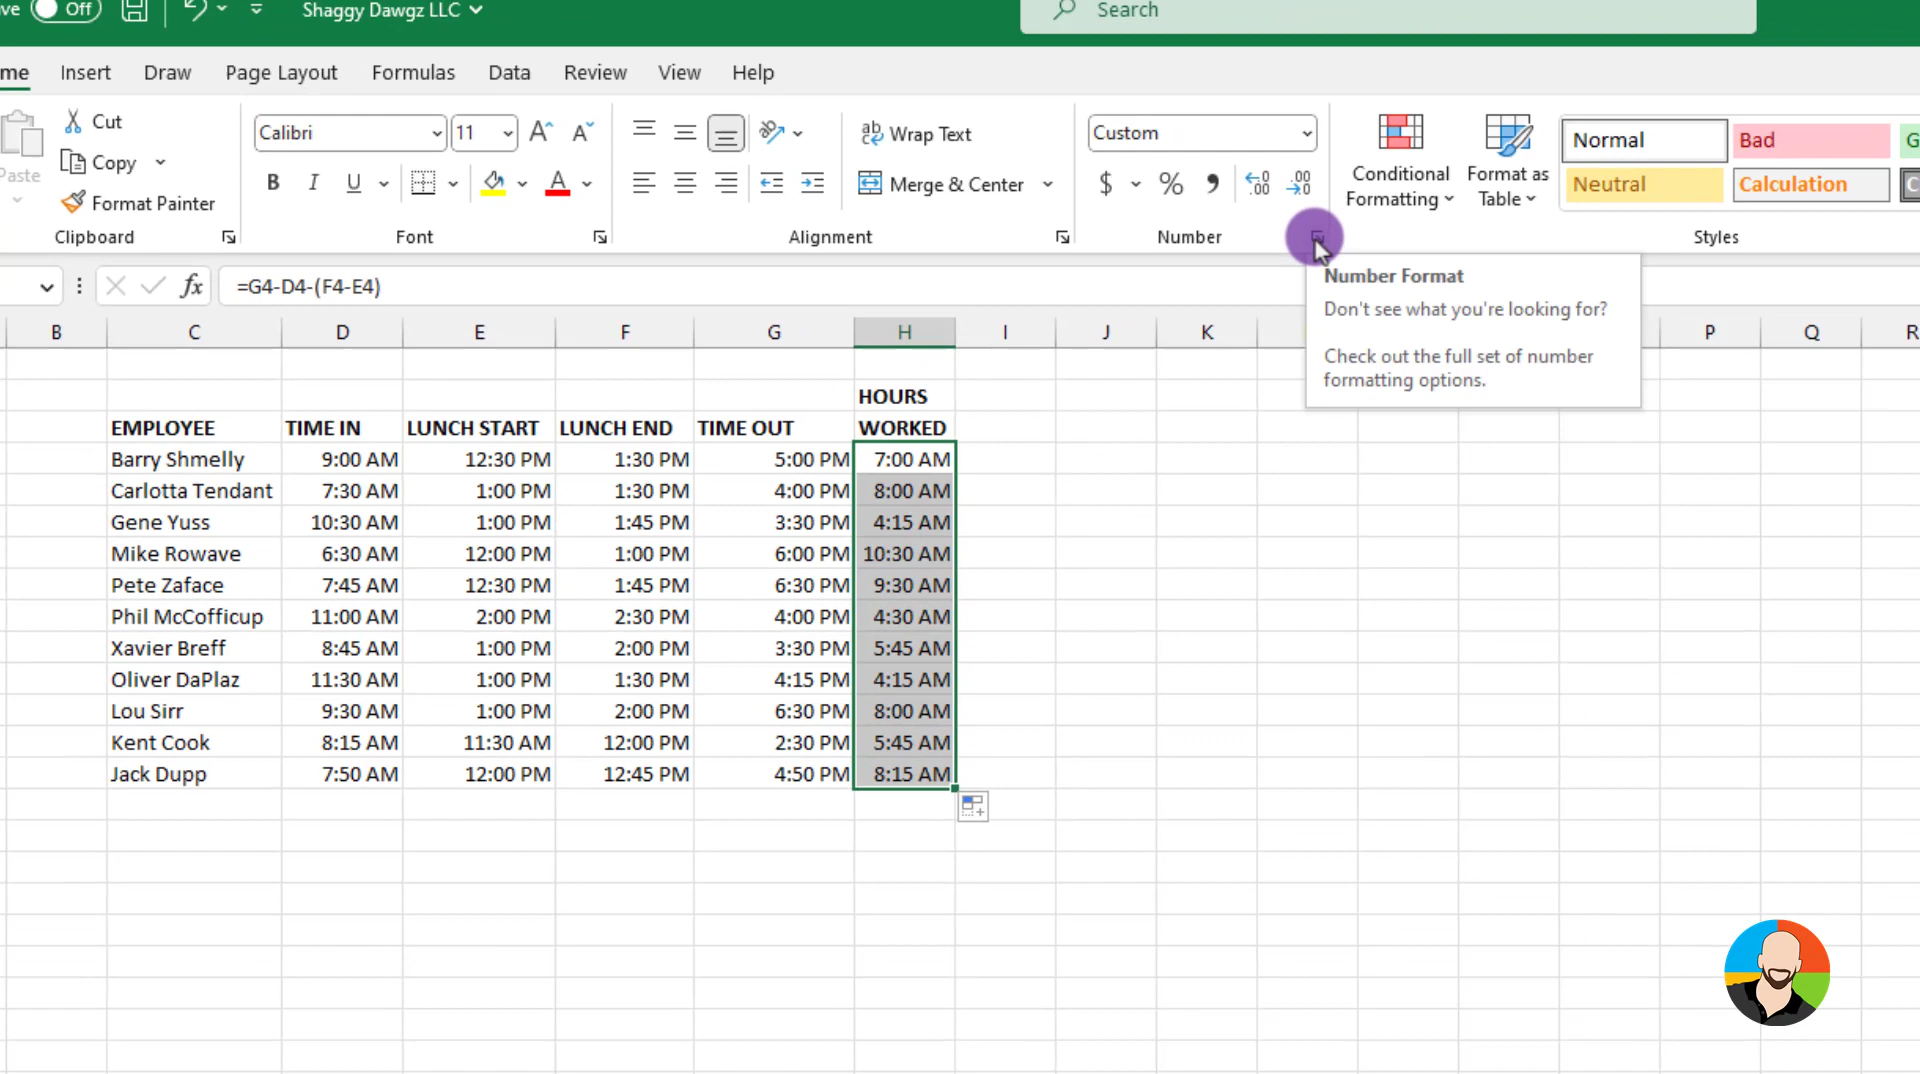 ve Off Shaggy Dawgz LLC Search
me Insert Draw Page Layout Formulas Data Review View Help
Cut
Copy
Format Painter
Paste
Clipboard
Calibri 11 A A
B I U A
Font
ab Wrap Text
Merge & Center
Alignment
Custom
$ % , .00 .00
Number
Conditional Formatting
Format as Table
Normal Bad G
Neutral Calculation C
Styles
fx =G4-D4-(F4-E4)
Number Format
Don't see what you're looking for?
Check out the full set of number
formatting options.
B C D E F G H I J K P Q R
HOURS
EMPLOYEE TIME IN LUNCH START LUNCH END TIME OUT WORKED
Barry Shmelly 9:00 AM 12:30 PM 1:30 PM 5:00 PM 7:00 AM
Carlotta Tendant 7:30 AM 1:00 PM 1:30 PM 4:00 PM 8:00 AM
Gene Yuss 10:30 AM 1:00 PM 1:45 PM 3:30 PM 4:15 AM
Mike Rowave 6:30 AM 12:00 PM 1:00 PM 6:00 PM 10:30 AM
Pete Zaface 7:45 AM 12:30 PM 1:45 PM 6:30 PM 9:30 AM
Phil McCofficup 11:00 AM 2:00 PM 2:30 PM 4:00 PM 4:30 AM
Xavier Breff 8:45 AM 1:00 PM 2:00 PM 3:30 PM 5:45 AM
Oliver DaPlaz 11:30 AM 1:00 PM 1:30 PM 4:15 PM 4:15 AM
Lou Sirr 9:30 AM 1:00 PM 2:00 PM 6:30 PM 8:00 AM
Kent Cook 8:15 AM 11:30 AM 12:00 PM 2:30 PM 5:45 AM
Jack Dupp 7:50 AM 12:00 PM 12:45 PM 4:50 PM 8:15 AM